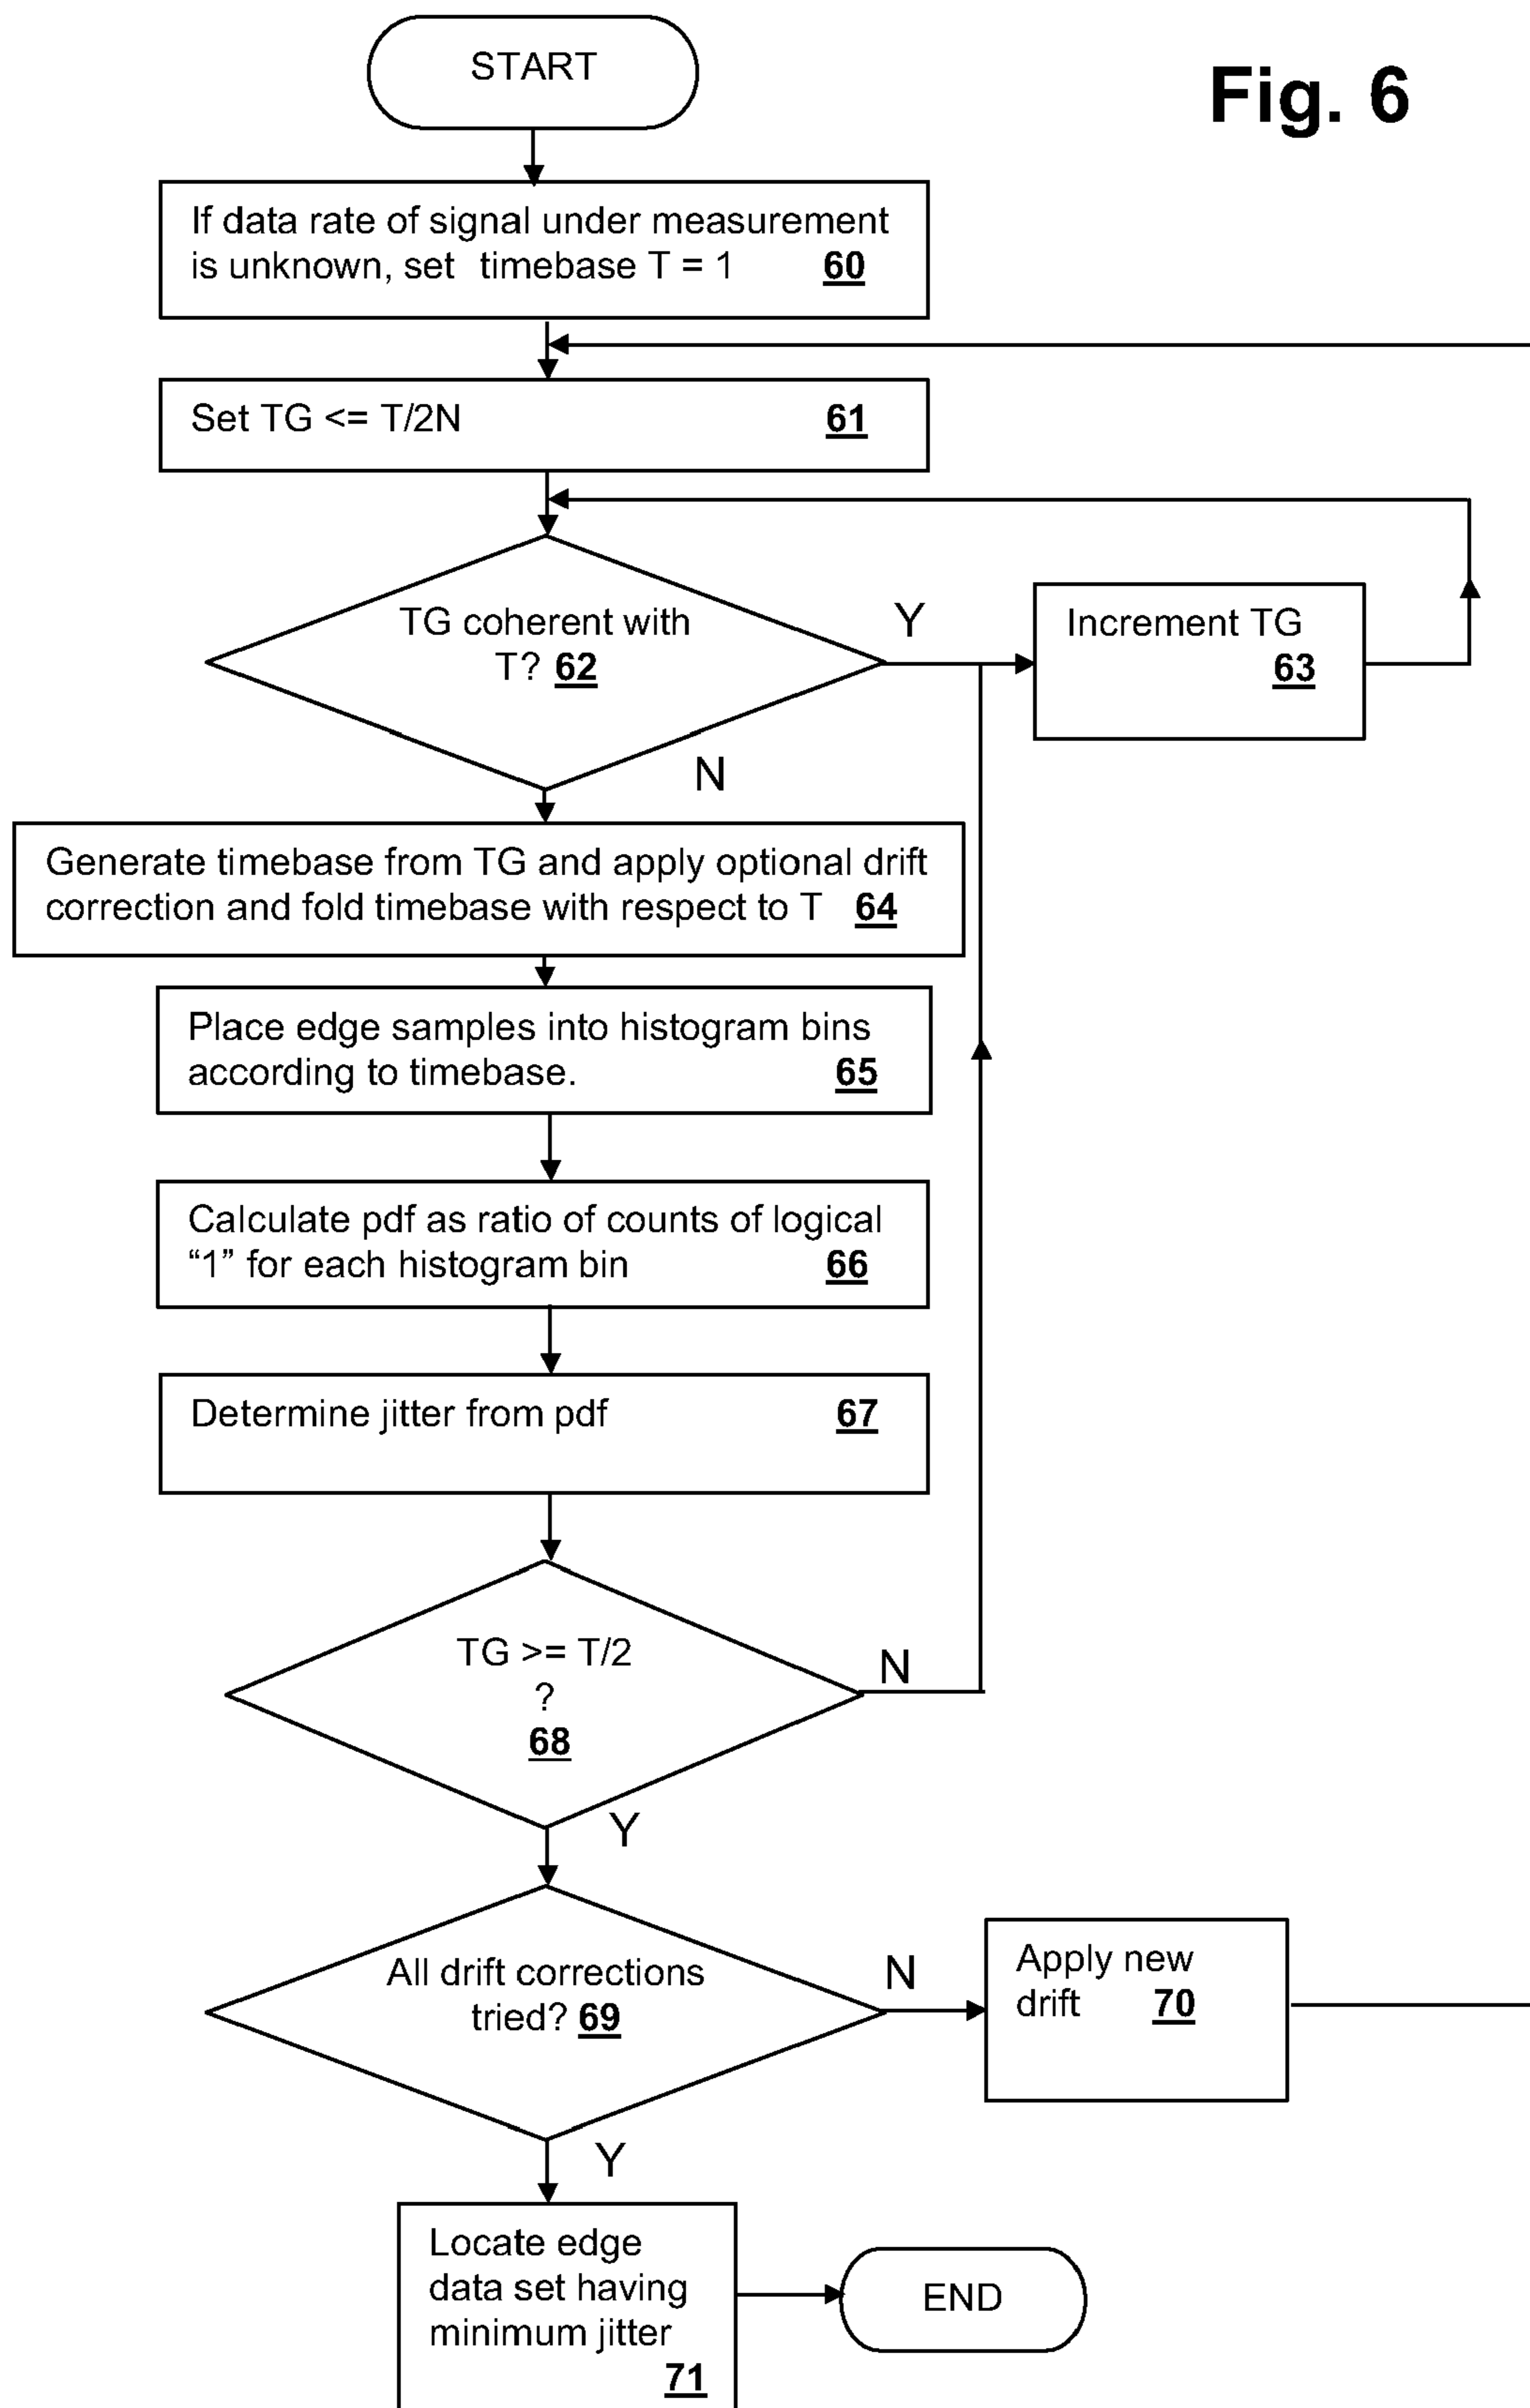 START
Fig. 6
If data rate of signal under measurement
is unknown, set timebase T = 1 60
Set TG <= T/2N 61
TG coherent with
T? 62
Y
Increment TG
63
N
Generate timebase from TG and apply optional drift
correction and fold timebase with respect to T 64
Place edge samples into histogram bins
according to timebase. 65
Calculate pdf as ratio of counts of logical
“1” for each histogram bin 66
Determine jitter from pdf 67
TG >= T/2
?
68
N
Y
All drift corrections
tried? 69
N
Apply new
drift 70
Y
Locate edge
data set having
minimum jitter
71
END